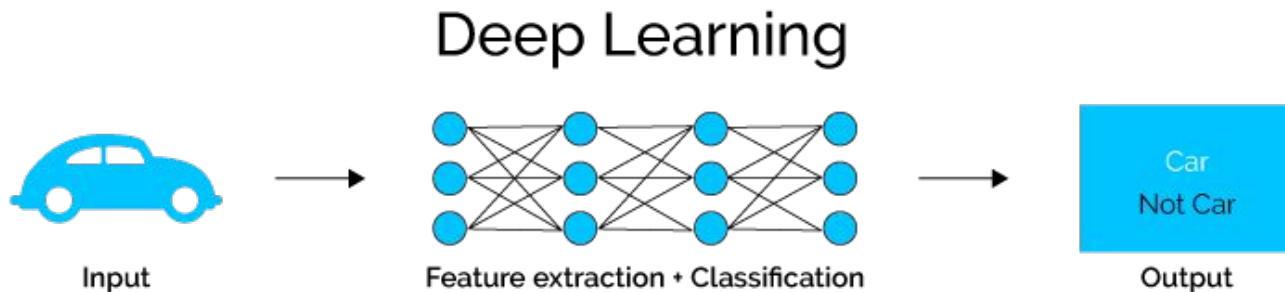 Deep Learning
Car
Not Car
Input
Feature extraction + Classification
Output